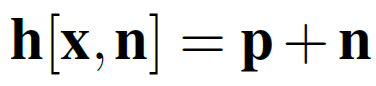 h[x, n] = p + n